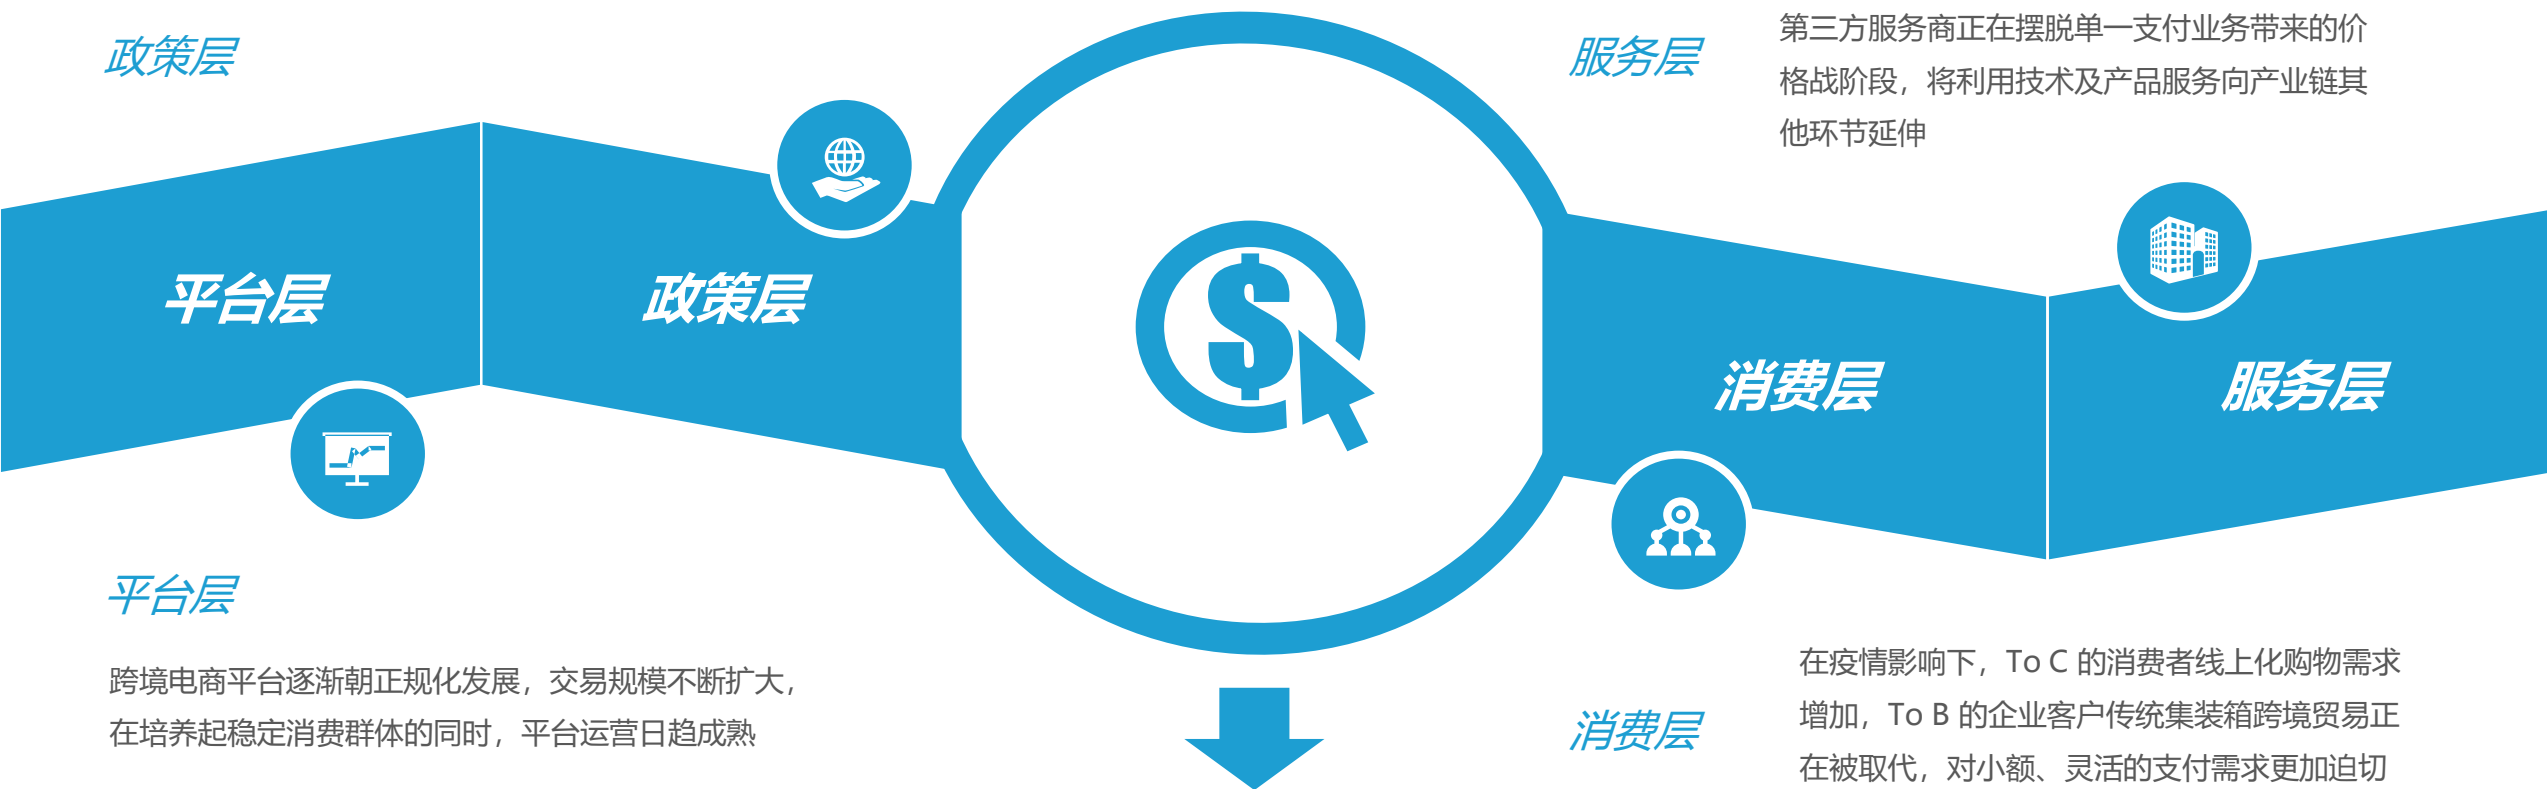 政策层
服务层
第三方服务商正在摆脱单一支付业务带来的价
格战阶段，将利用技术及产品服务向产业链其
他环节延伸
平台层
政策层
消费层
服务层
平台层
跨境电商平台逐渐朝正规化发展，交易规模不断扩大，
在培养起稳定消费群体的同时，平台运营日趋成熟
消费层
在疫情影响下，To C 的消费者线上化购物需求
增加，To B 的企业客户传统集装箱跨境贸易正
在被取代，对小额、灵活的支付需求更加迫切